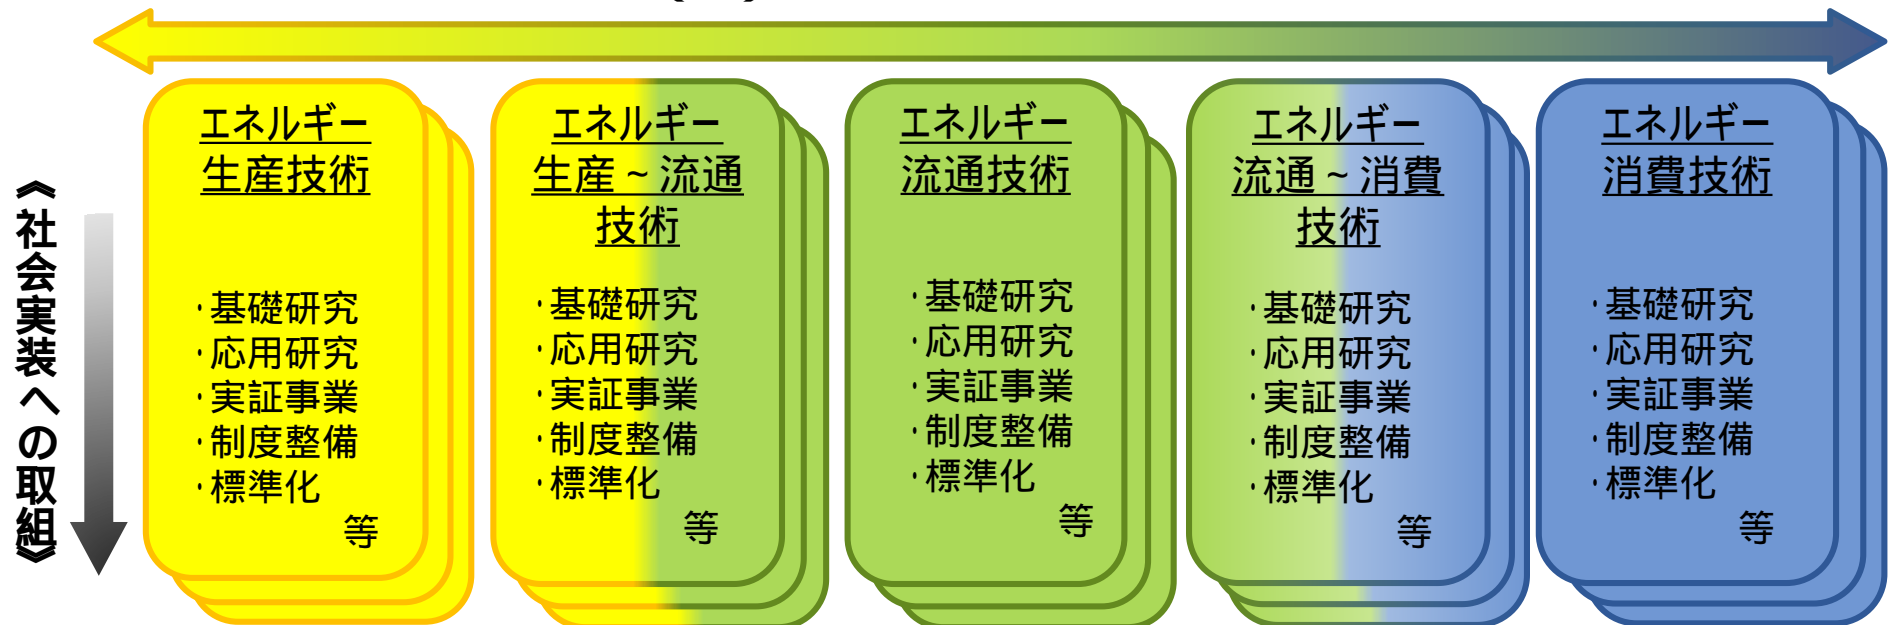 《社会実装への取組》
エネルギー
生産技術
・基礎研究
・応用研究
・実証事業
・制度整備
・標準化
等
エネルギー
生産~流通
技術
・基礎研究
・応用研究
・実証事業
・制度整備
・標準化
等
エネルギー
流通技術
・基礎研究
・応用研究
・実証事業
・制度整備
・標準化
等
エネルギー
流通~消費
技術
・基礎研究
・応用研究
・実証事業
・制度整備
・標準化
等
エネルギー
消費技術
・基礎研究
・応用研究
・実証事業
・制度整備
・標準化
等